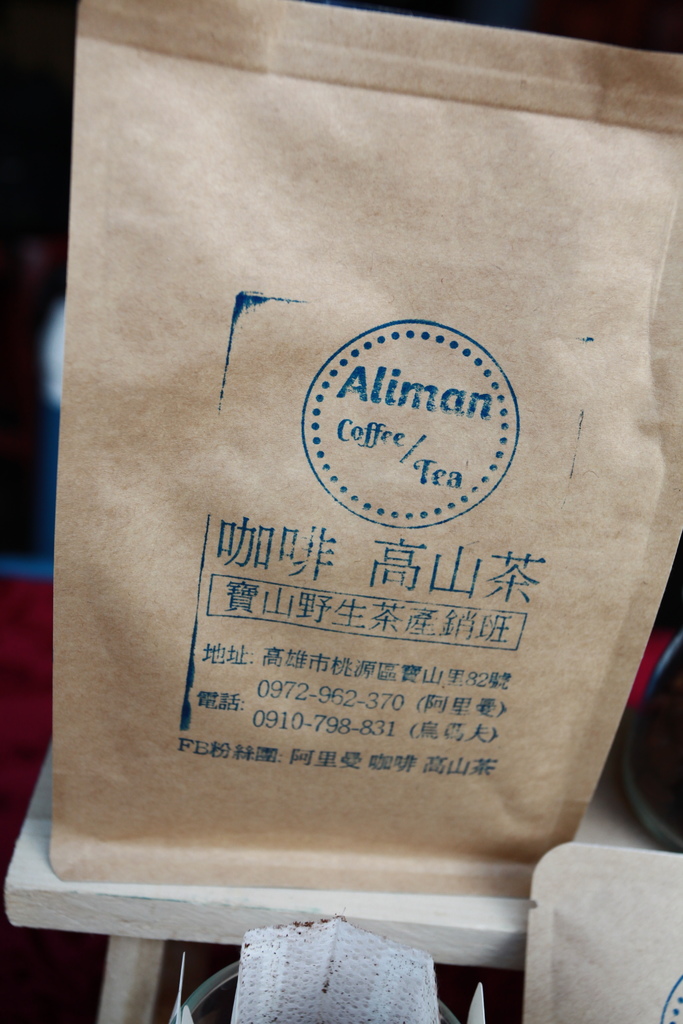 Aliman
Coffee/Tea
咖啡 高山茶
寶山野生茶產銷班
地址: 高雄市桃源區寶山里82號
電話: 0972-962-370 (阿里曼)
0910-798-831 (烏瑪夫)
FB粉絲團: 阿里曼 咖啡 高山茶